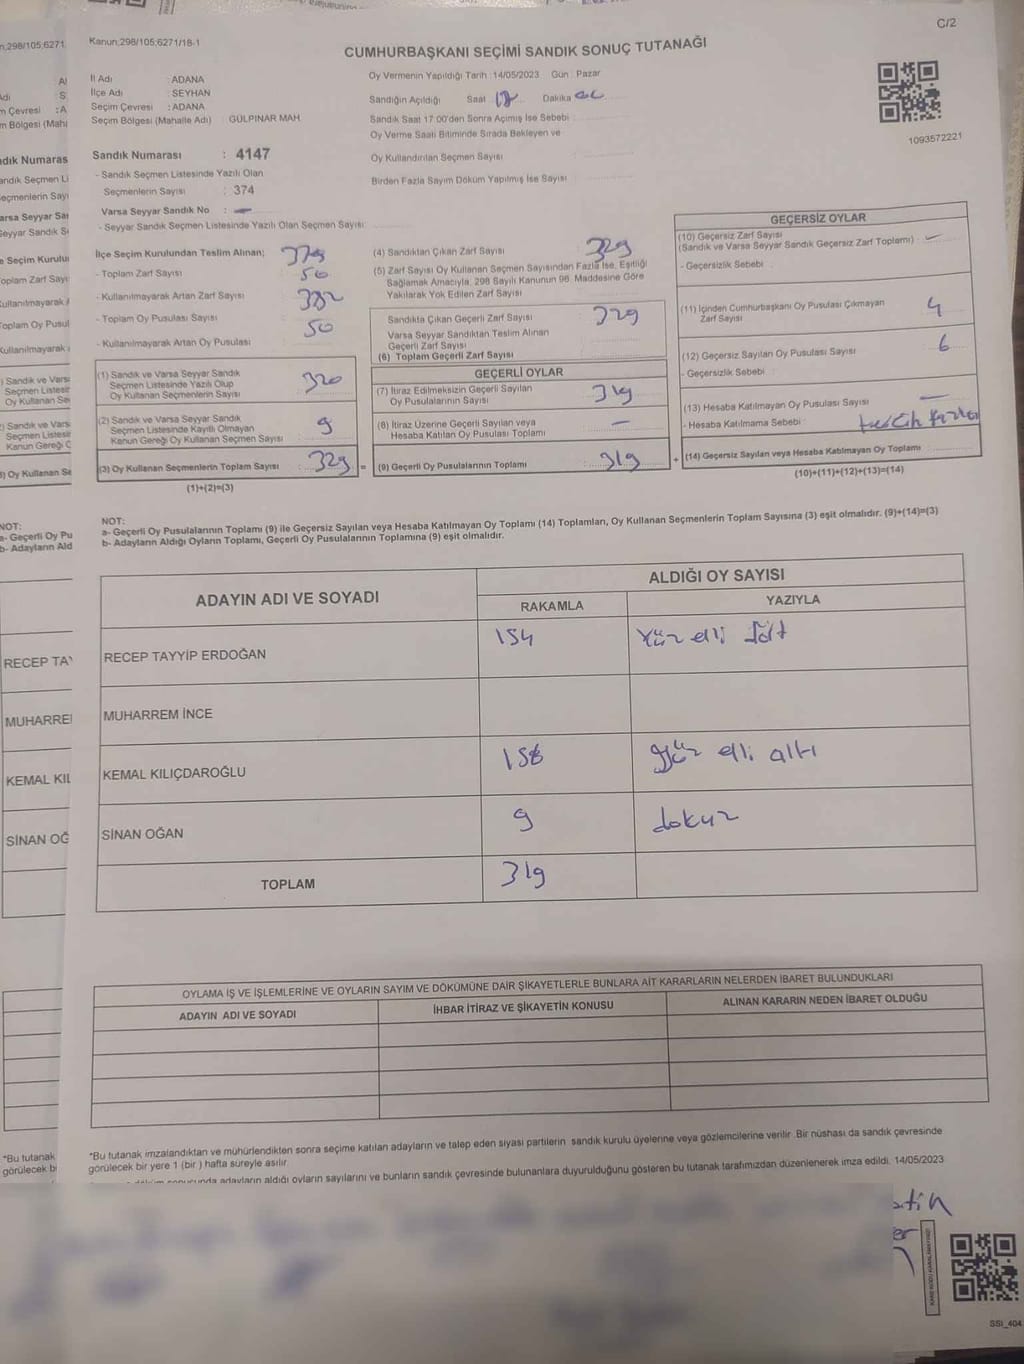 C/2
Kanun;298/105;6271/18-1
CUMHURBAŞKANI SEÇİMİ SANDIK SONUÇ TUTANAĞI
İl Adı : ADANA
İlçe Adı : SEYHAN
Seçim Çevresi : ADANA
Seçim Bölgesi (Mahalle Adı) : GÜLPINAR MAH.
Oy Vermenin Yapıldığı Tarih :14/05/2023 Gün : Pazar
Sandığın Açıldığı Saat Dakika
Sandık Saat 17:00'den Sonra Açımış İse Sebebi :
Oy Verme Saati Bitiminde Sırada Bekleyen ve
Oy Kullandırılan Seçmen Sayısı
Birden Fazla Sayım Döküm Yapılmış İse Sayısı
1093572221
Sandık Numarası : 4147
- Sandık Seçmen Listesinde Yazılı Olan
Seçmenlerin Sayısı : 374
Varsa Seyyar Sandık No : -
- Seyyar Sandık Seçmen Listesinde Yazılı Olan Seçmen Sayısı:
İlçe Seçim Kurulundan Teslim Alınan;
- Toplam Zarf Sayısı
379
- Kullanılmayarak Artan Zarf Sayısı
50
- Toplam Oy Pusulası Sayısı
382
- Kullanılmayarak Artan Oy Pusulası
50
(1) Sandık ve Varsa Seyyar Sandık
Seçmen Listesinde Yazılı Olup
Oy Kullanan Seçmenlerin Sayısı : 320
(2) Sandık ve Varsa Seyyar Sandık
Seçmen Listesinde Kayıtlı Olmayan
Kanun Gereği Oy Kullanan Seçmen Sayısı : 9
(3) Oy Kullanan Seçmenlerin Toplam Sayısı : 329 =
(1)+(2)=(3)
(4) Sandıktan Çıkan Zarf Sayısı 329
(5) Zarf Sayısı Oy Kullanan Seçmen Sayısından Fazla İse, Eşitliği
Sağlamak Amacıyla; 298 Sayılı Kanunun 98. Maddesine Göre
Yakılarak Yok Edilen Zarf Sayısı
Sandıkta Çıkan Geçerli Zarf Sayısı : 329
Varsa Seyyar Sandıktan Teslim Alınan
Geçerli Zarf Sayısı
(6) Toplam Geçerli Zarf Sayısı
GEÇERLİ OYLAR
(7) İtiraz Edilmeksizin Geçerli Sayılan
Oy Pusulalarının Sayısı : 319
(8) İtiraz Üzerine Geçerli Sayılan veya
Hesaba Katılan Oy Pusulası Toplamı : -
(9) Geçerli Oy Pusulalarının Toplamı : 319 +
GEÇERSİZ OYLAR
(10) Geçersiz Zarf Sayısı
(Sandık ve Varsa Seyyar Sandık Geçersiz Zarf Toplamı) : -
- Geçersizlik Sebebi :
(11) İçinden Cumhurbaşkanı Oy Pusulası Çıkmayan
Zarf Sayısı 4
(12) Geçersiz Sayılan Oy Pusulası Sayısı : 6
- Geçersizlik Sebebi :
(13) Hesaba Katılmayan Oy Pusulası Sayısı : -
- Hesaba Katılmama Sebebi :
(14) Geçersiz Sayılan veya Hesaba Katılmayan Oy Toplamı :
(10)+(11)+(12)+(13)=(14)
NOT:
a- Geçerli Oy Pusulalarının Toplamı (9) ile Geçersiz Sayılan veya Hesaba Katılmayan Oy Toplamı (14) Toplamları, Oy Kullanan Seçmenlerin Toplam Sayısına (3) eşit olmalıdır. (9)+(14)=(3)
b- Adayların Aldığı Oyların Toplamı, Geçerli Oy Pusulalarının Toplamına (9) eşit olmalıdır.
ADAYIN ADI VE SOYADI
ALDIĞI OY SAYISI
RAKAMLA YAZIYLA
RECEP TAYYİP ERDOĞAN 154 Yüz elli dört
MUHARREM İNCE
KEMAL KILIÇDAROĞLU 156 Yüz elli altı
SİNAN OĞAN 9 dokuz
TOPLAM 319
OYLAMA İŞ VE İŞLEMLERİNE VE OYLARIN SAYIM VE DÖKÜMÜNE DAİR ŞİKAYETLERLE BUNLARA AİT KARARLARIN NELERDEN İBARET BULUNDUKLARI
ADAYIN ADI VE SOYADI İHBAR İTİRAZ VE ŞİKAYETİN KONUSU ALINAN KARARIN NEDEN İBARET OLDUĞU
*Bu tutanak imzalandıktan ve mühürlendikten sonra seçime katılan adayların ve talep eden siyasi partilerin sandık kurulu üyelerine veya gözlemcilerine verilir. Bir nüshası da sandık çevresinde
görülecek bir yere 1 (bir ) hafta süreyle asılır.
sonucunda adayların aldığı oyların sayılarını ve bunların sandık çevresinde bulunanlara duyurulduğunu gösteren bu tutanak tarafımızdan düzenlenerek imza edildi. 14/05/2023
SSI_404